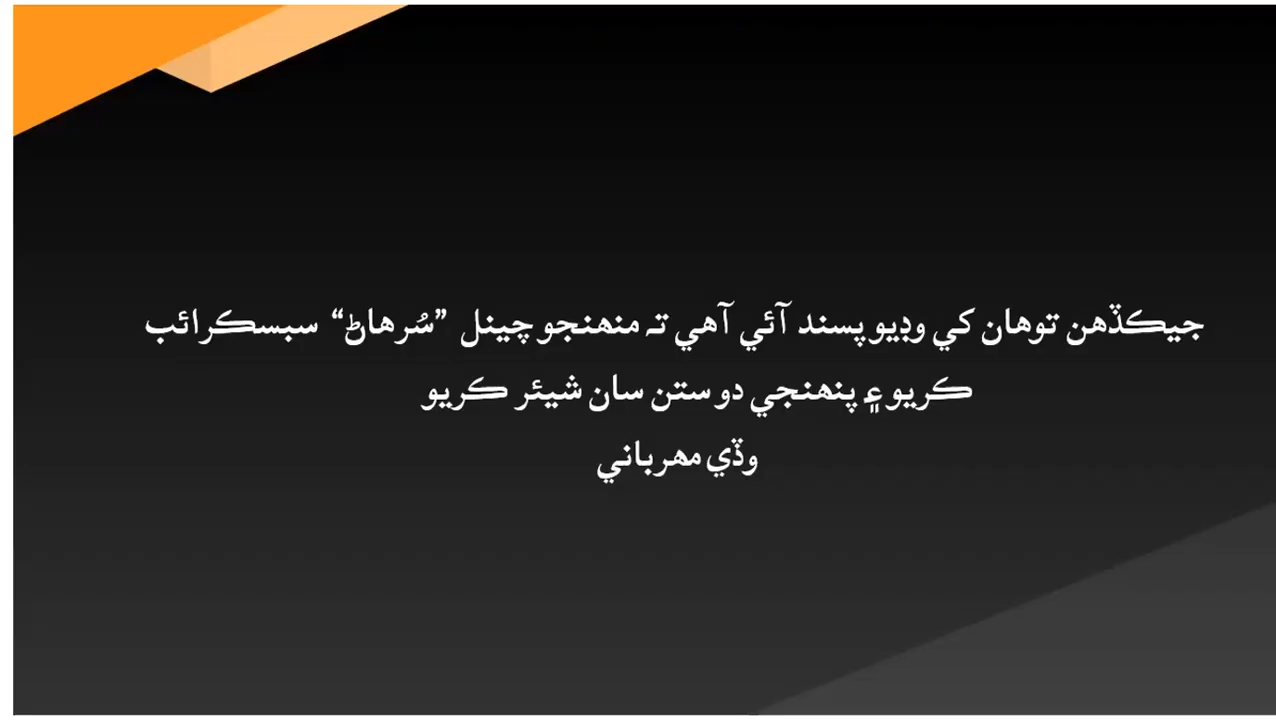 جيڪڏهن توهان کي وڊيو پسند آئي آهي ته منهنجو چينل ”سُرهاڻ“ سبسڪرائب
ڪريو ۽ پنهنجي دوستن سان شيئر ڪريو
وڏي مهرباني